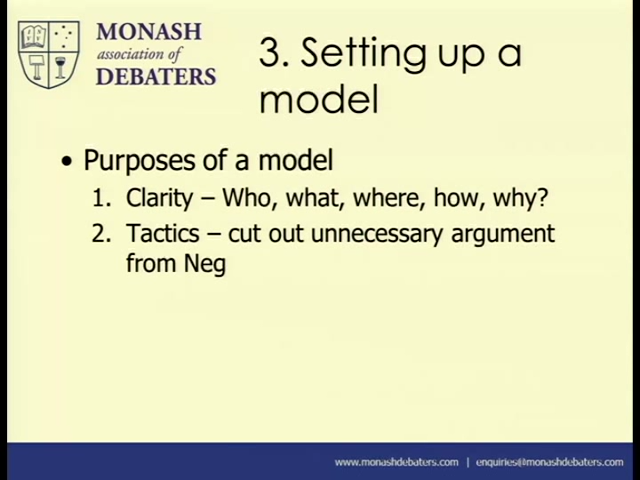 MONASH
association of
DEBATERS
3. Setting up a
model
• Purposes of a model
1. Clarity – Who, what, where, how, why?
2. Tactics – cut out unnecessary argument
from Neg
www.monashdebaters.com | enquiries@monashdebaters.com